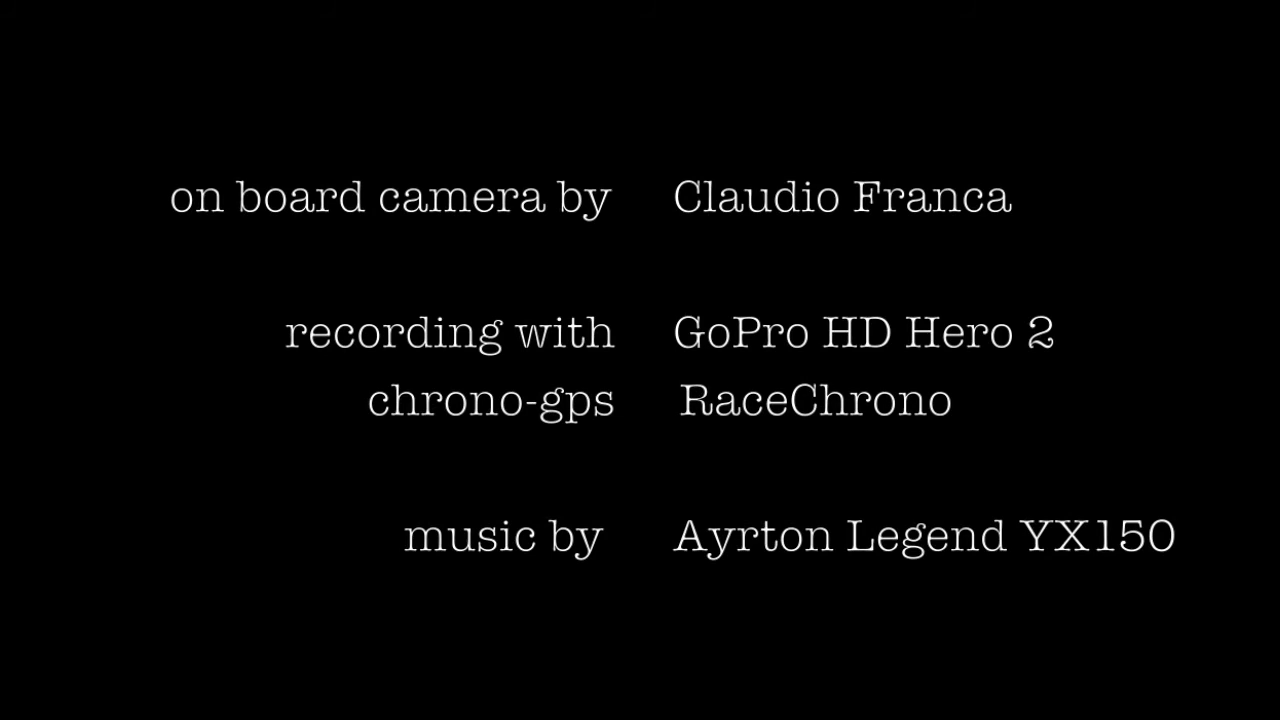 on board camera by Claudio Franca
recording with GoPro HD Hero 2
chrono-gps RaceChrono
music by Ayrton Legend YX150